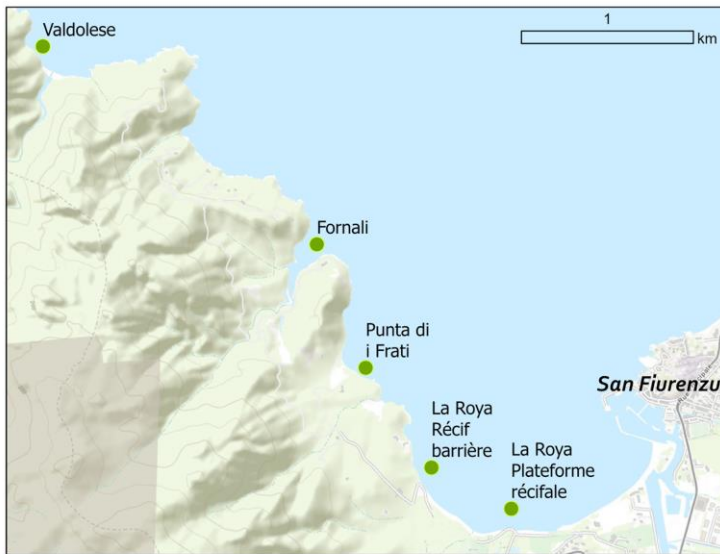 1
km
Valdolese
Fornali
Punta di
i Frati
San Fiurenzu
La Roya
Récif
barrière
La Roya
Plateforme
récifale